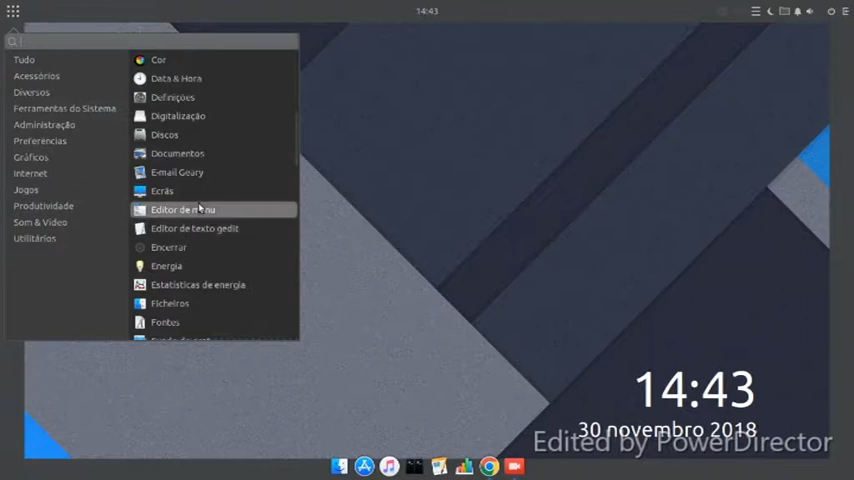 14:43
Tudo
Acessórios
Diversos
Ferramentas do Sistema
Administração
Preferências
Gráficos
Internet
Jogos
Produtividade
Som & Vídeo
Utilitários
Cor
Data & Hora
Definições
Digitalização
Discos
Documentos
E-mail Geary
Ecrãs
Editor de menu
Editor de texto gedit
Encerrar
Energia
Estatísticas de energia
Ficheiros
Fontes
14:43
30 novembro 2018
Edited by PowerDirector